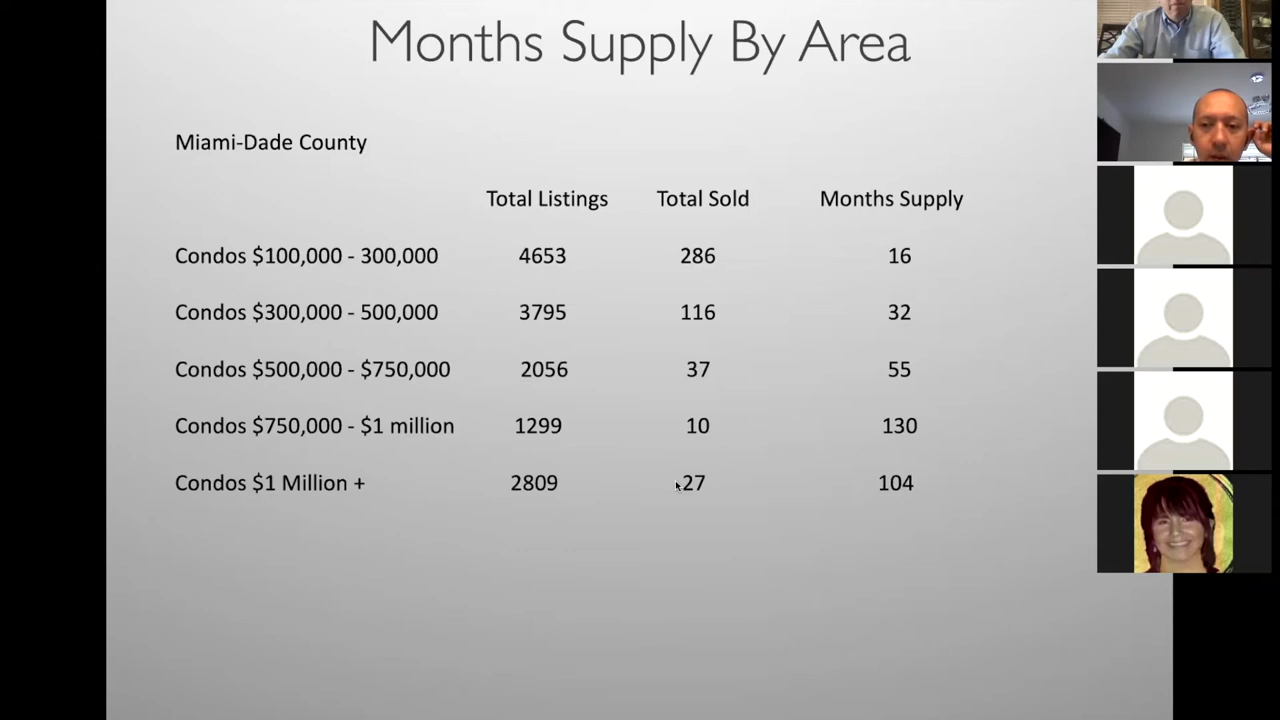 Months Supply By Area
Miami-Dade County
Total Listings Total Sold Months Supply
Condos $100,000 - 300,000 4653 286 16
Condos $300,000 - 500,000 3795 116 32
Condos $500,000 - $750,000 2056 37 55
Condos $750,000 - $1 million 1299 10 130
Condos $1 Million + 2809 27 104